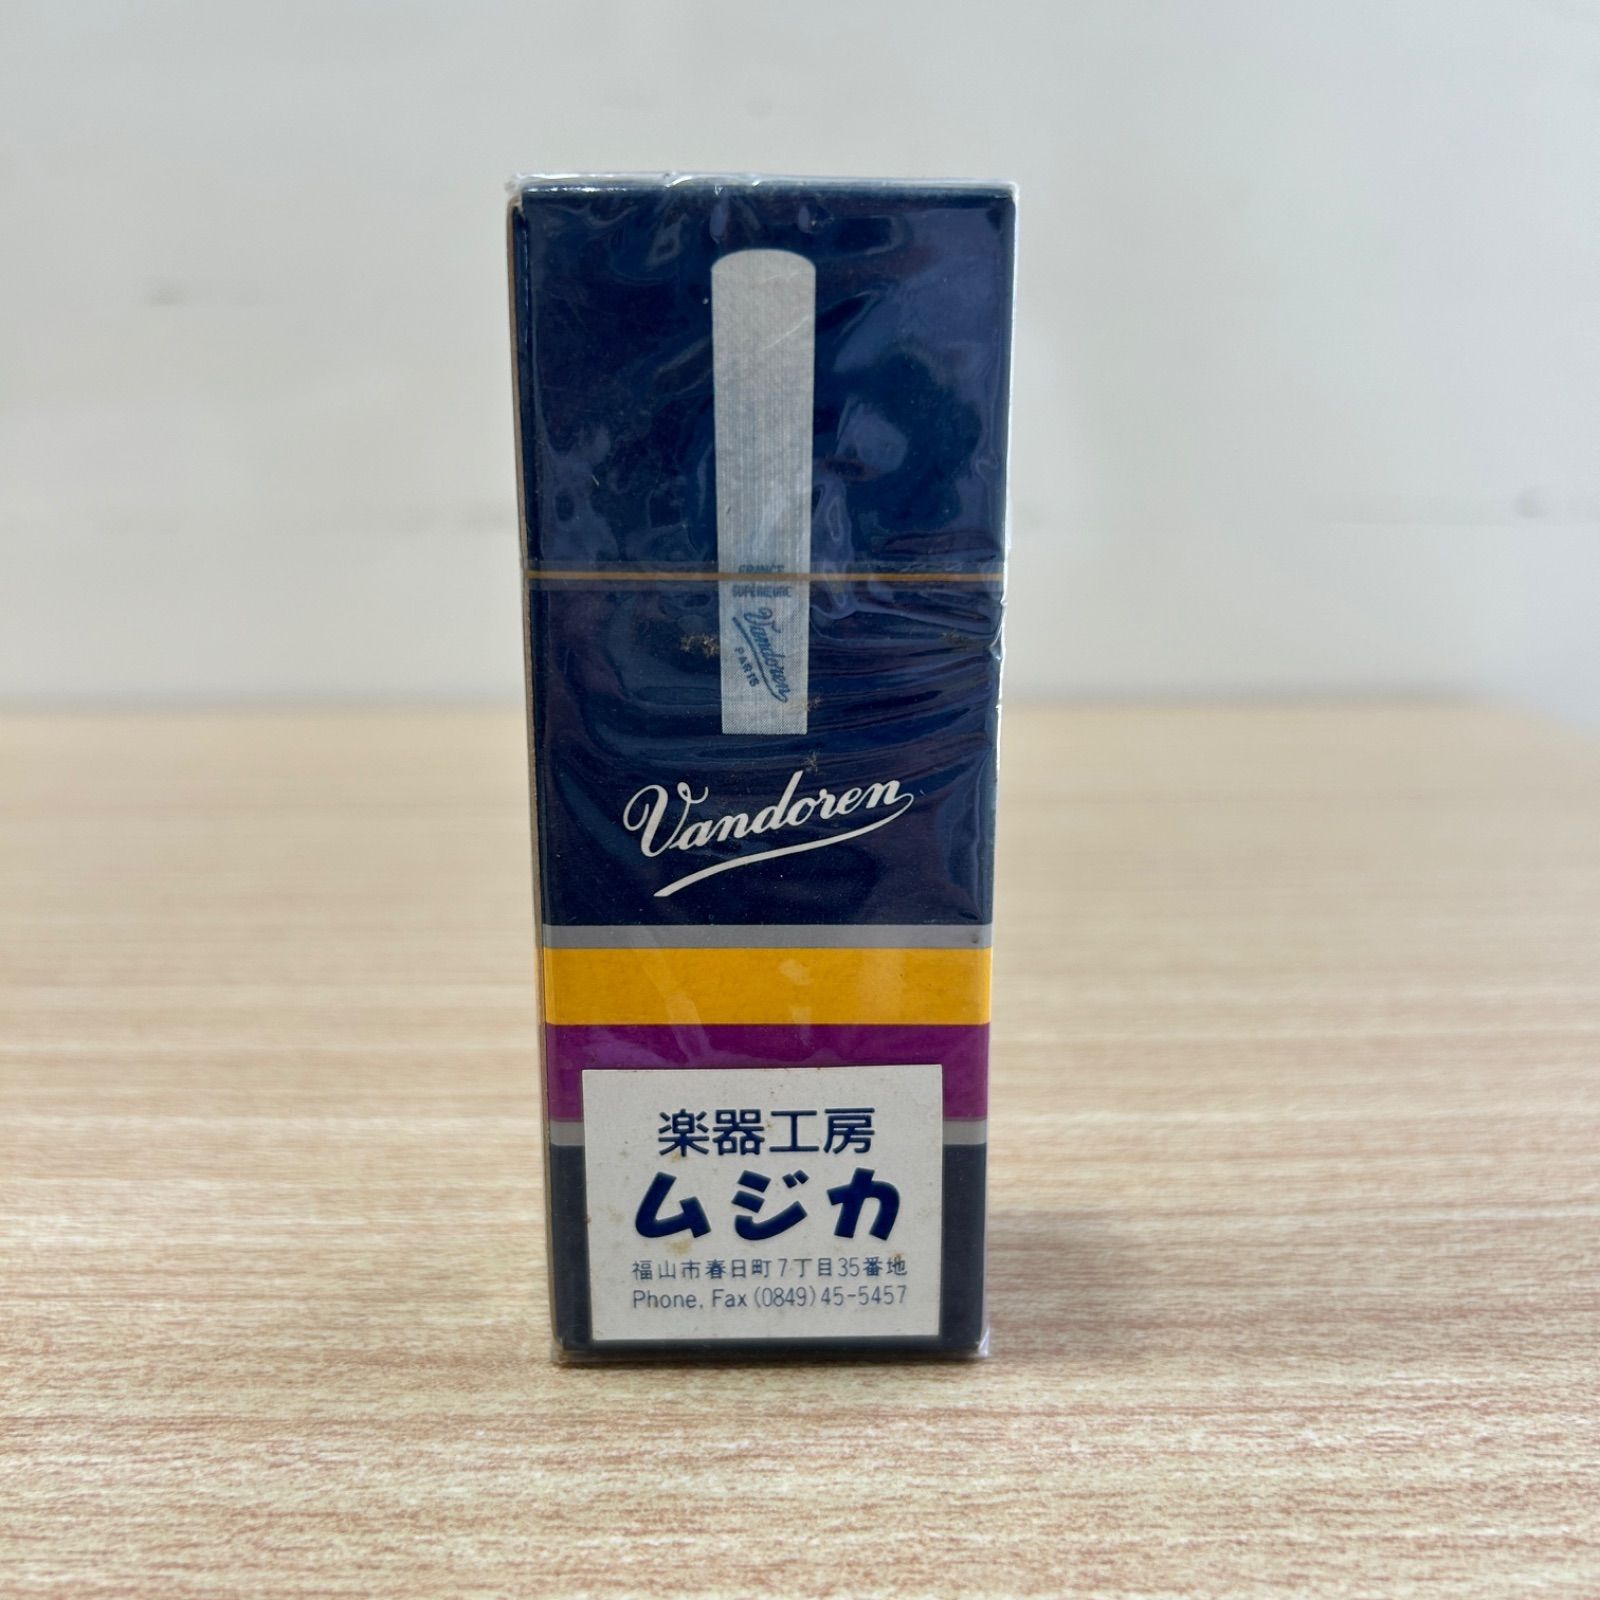 FRANCE
SUPÉRIEURE
Vandoren
PARIS
Vandoren
楽器工房
ムジカ
福山市春日町7丁目35番地
Phone, Fax (0849) 45-5457